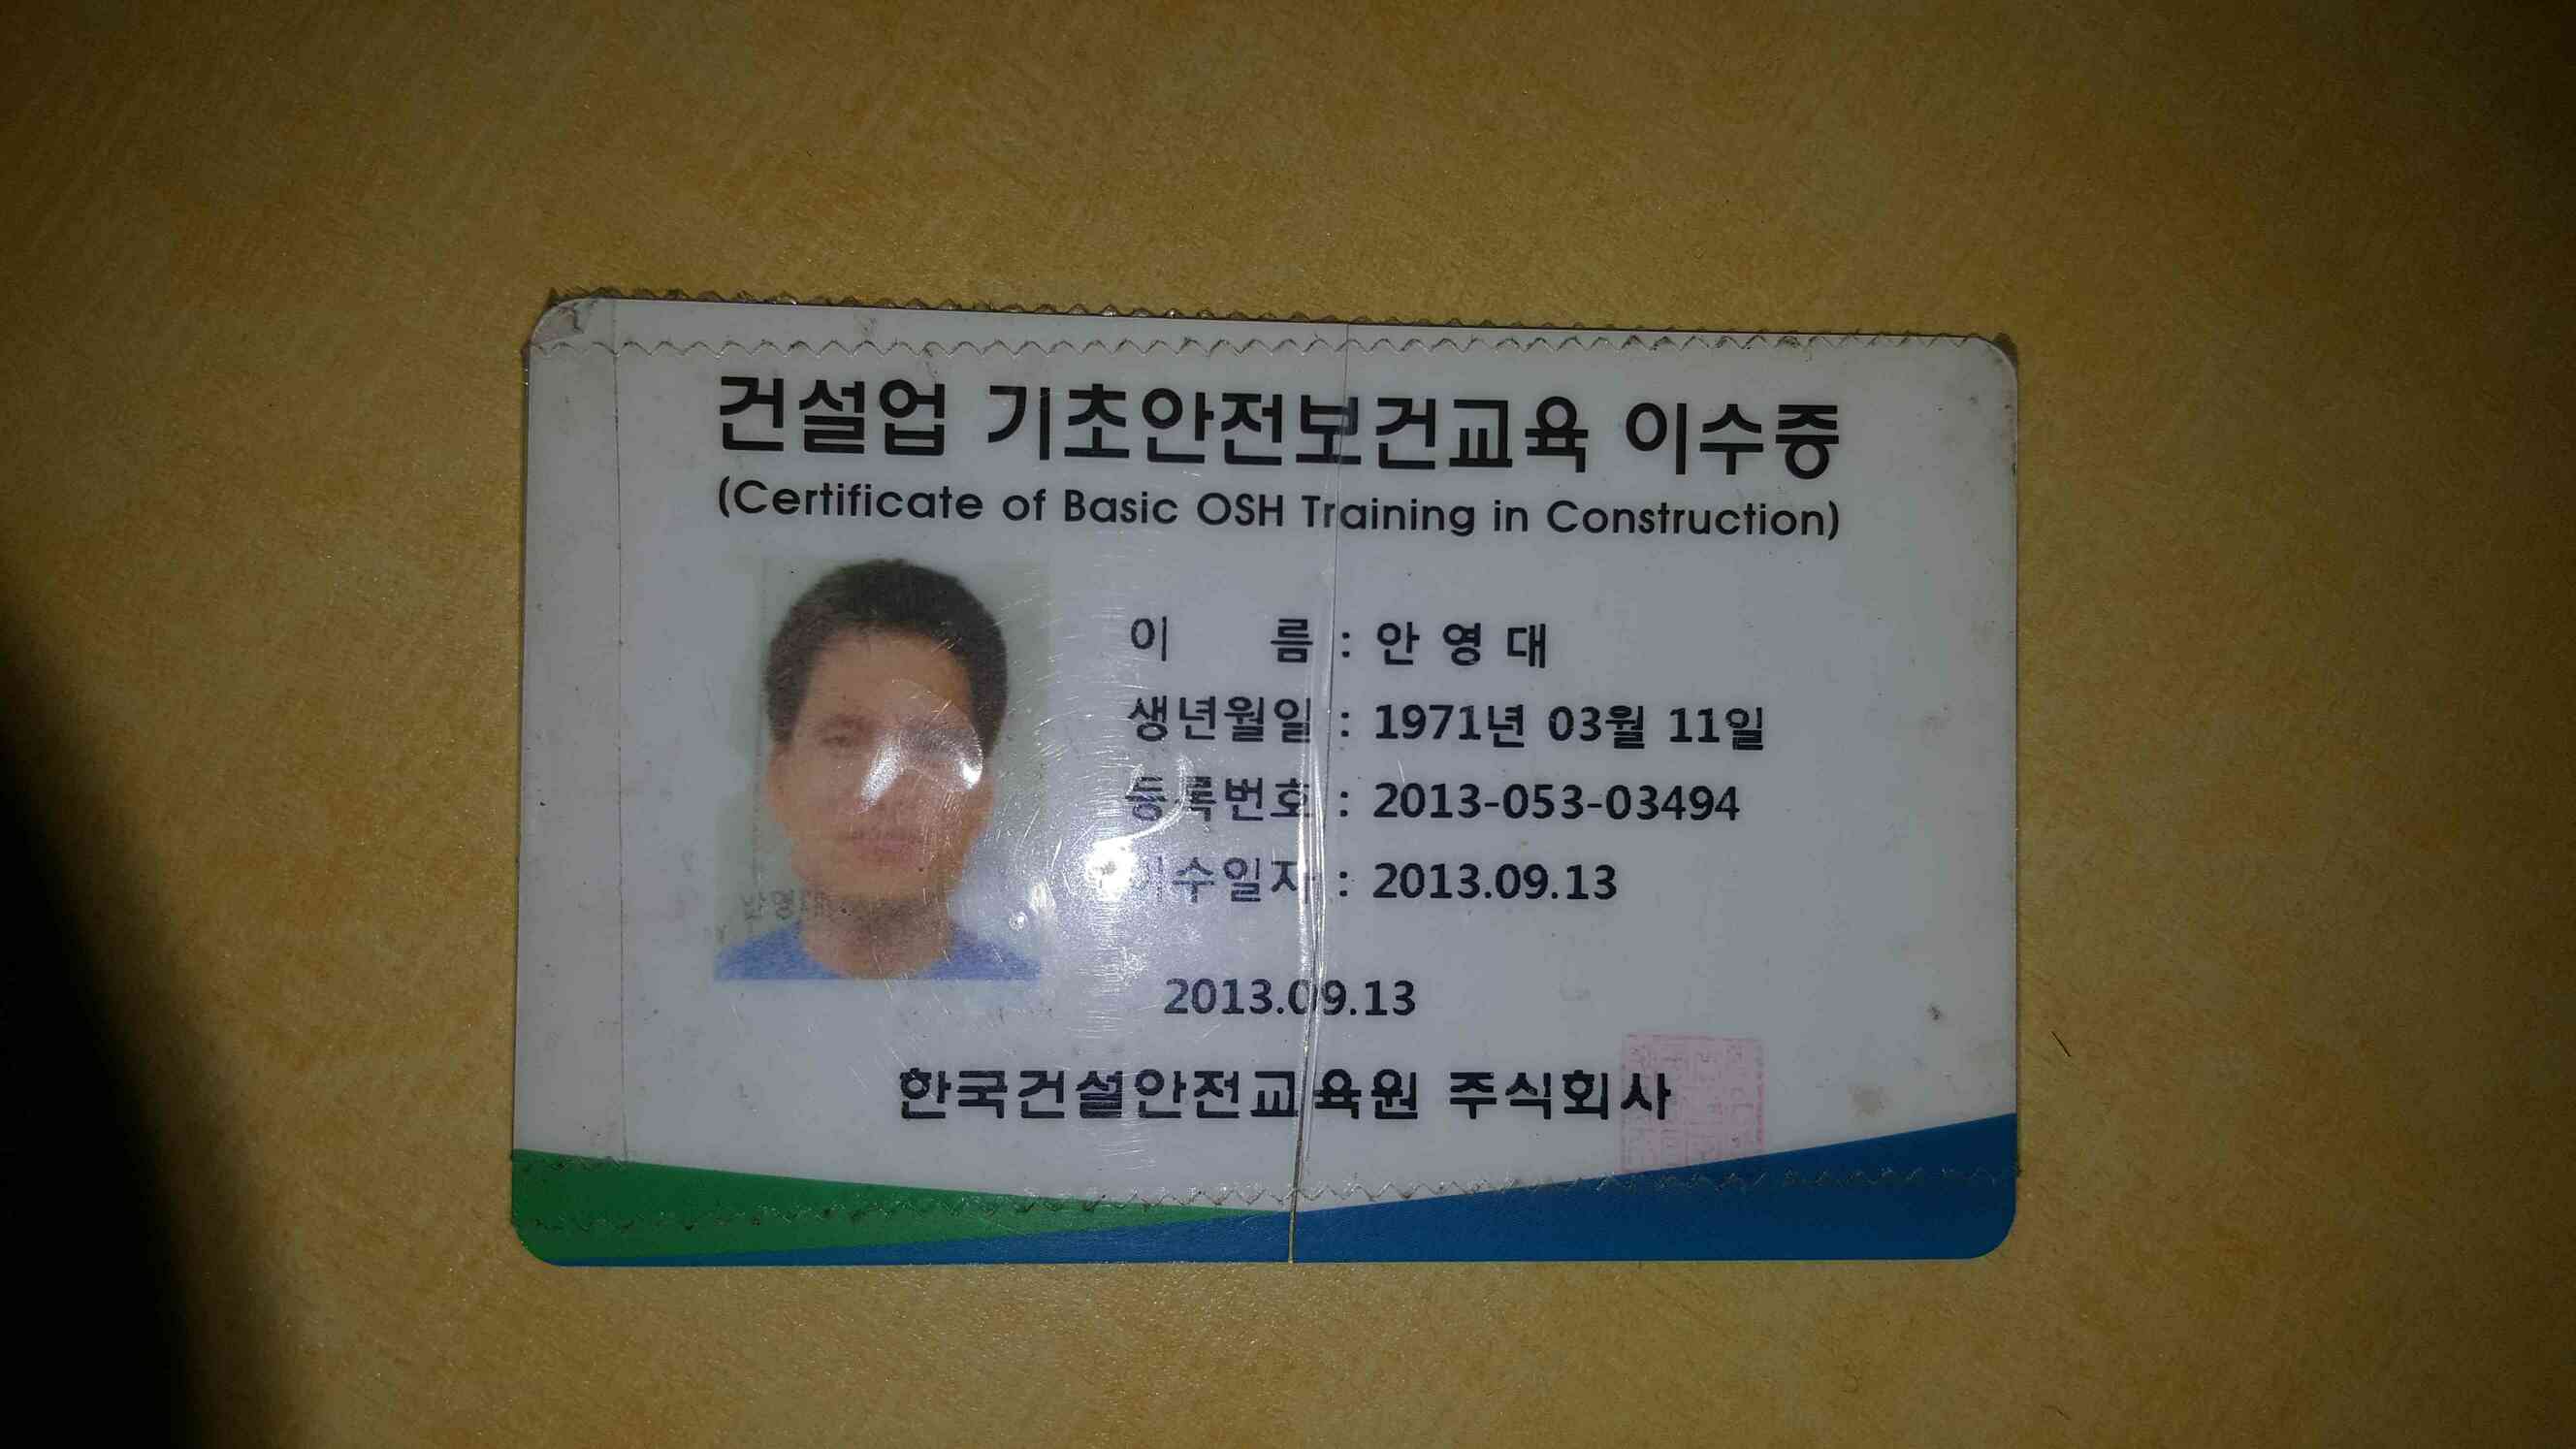 건설업 기초안전보건교육 이수증
(Certificate of Basic OSH Training in Construction)
이 름 : 안 영 대
생년월일 : 1971년 03월 11일
등록번호 : 2013-053-03494
이수일자 : 2013.09.13
2013.09.13
한국건설안전교육원 주식회사